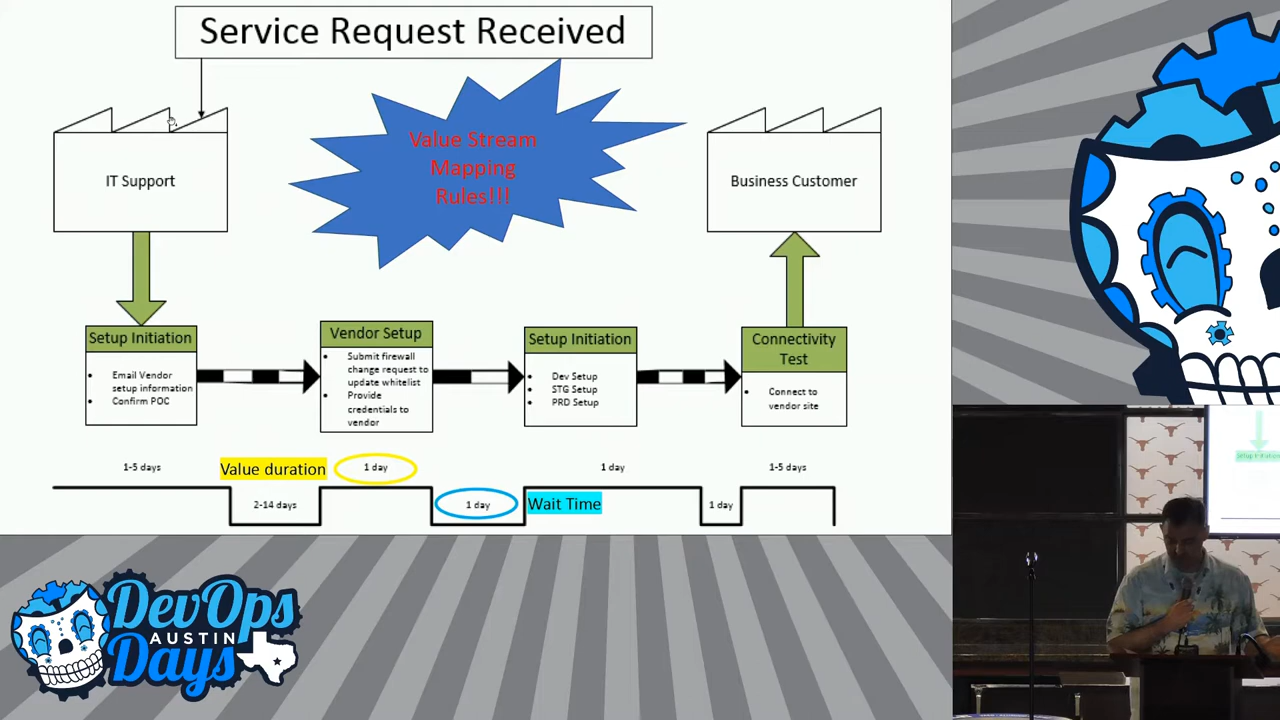 Service Request Received
IT Support
Value Stream
Mapping
Rules!!!
Business Customer
Setup Initiation
• Email Vendor
setup information
• Confirm POC
Vendor Setup
• Submit firewall
change request to
update whitelist
• Provide
credentials to
vendor
Setup Initiation
• Dev Setup
• STG Setup
• PRD Setup
Connectivity
Test
• Connect to
vendor site
1-5 days
Value duration
1 day
1 day
1-5 days
2-14 days
1 day
Wait Time
1 day
DevOps
AUSTIN
Days
Setup Initiation